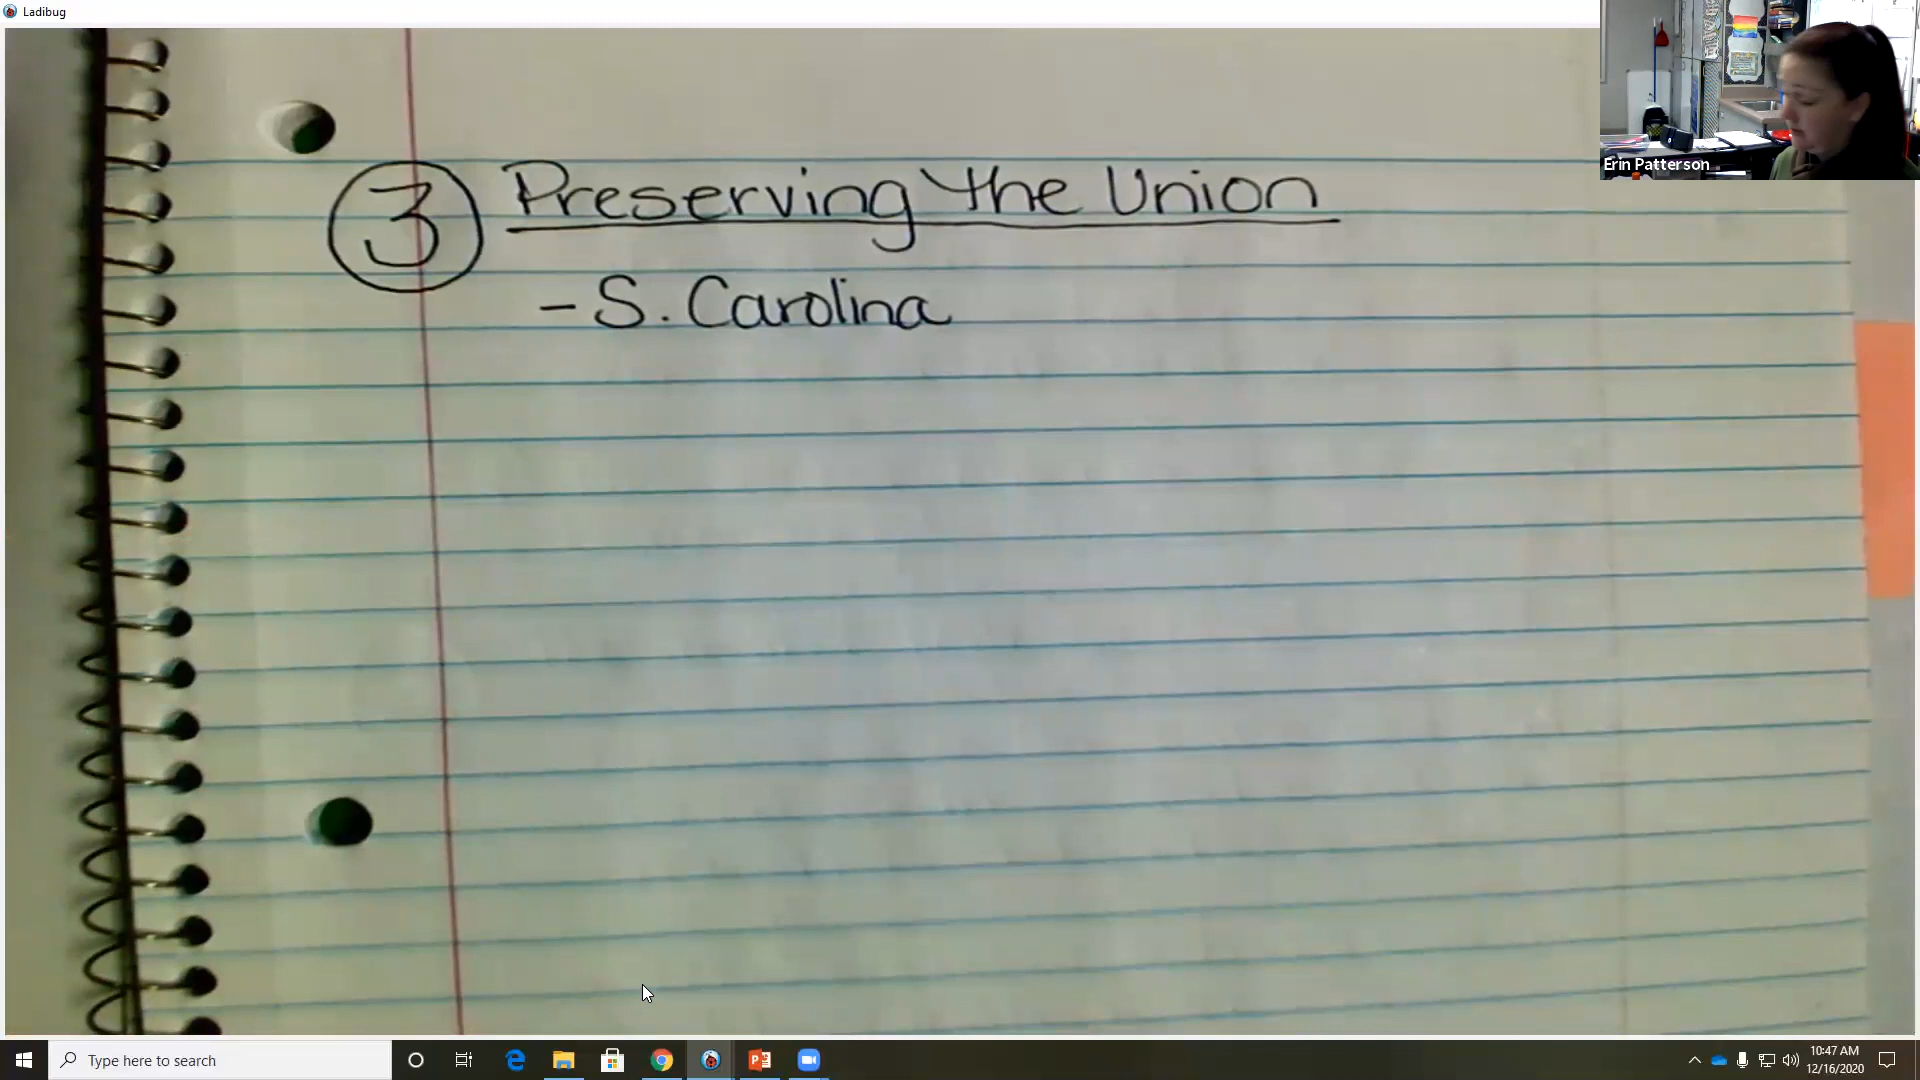 Ladibug
Erin Patterson
3 Preserving the Union
- S. Carolina
Type here to search
10:47 AM
12/16/2020